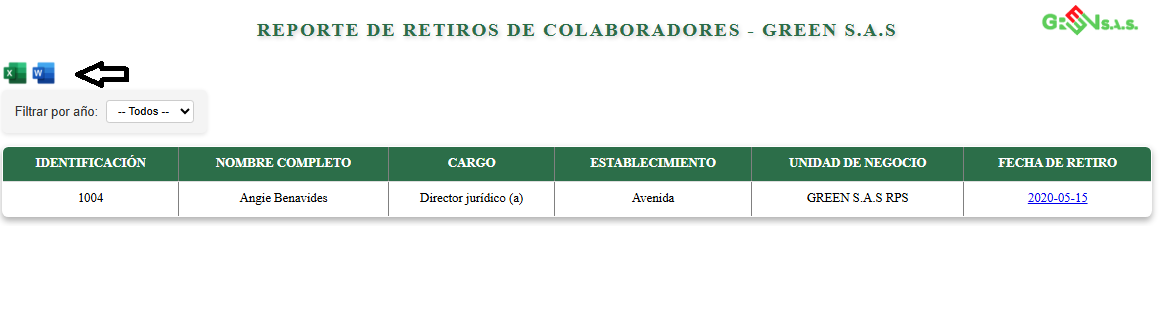 REPORTE DE RETIROS DE COLABORADORES - GREEN S.A.S
GREEN S.A.S.
X W
Filtrar por año: -- Todos --
IDENTIFICACIÓN NOMBRE COMPLETO CARGO ESTABLECIMIENTO UNIDAD DE NEGOCIO FECHA DE RETIRO
1004 Angie Benavides Director jurídico (a) Avenida GREEN S.A.S RPS 2020-05-15